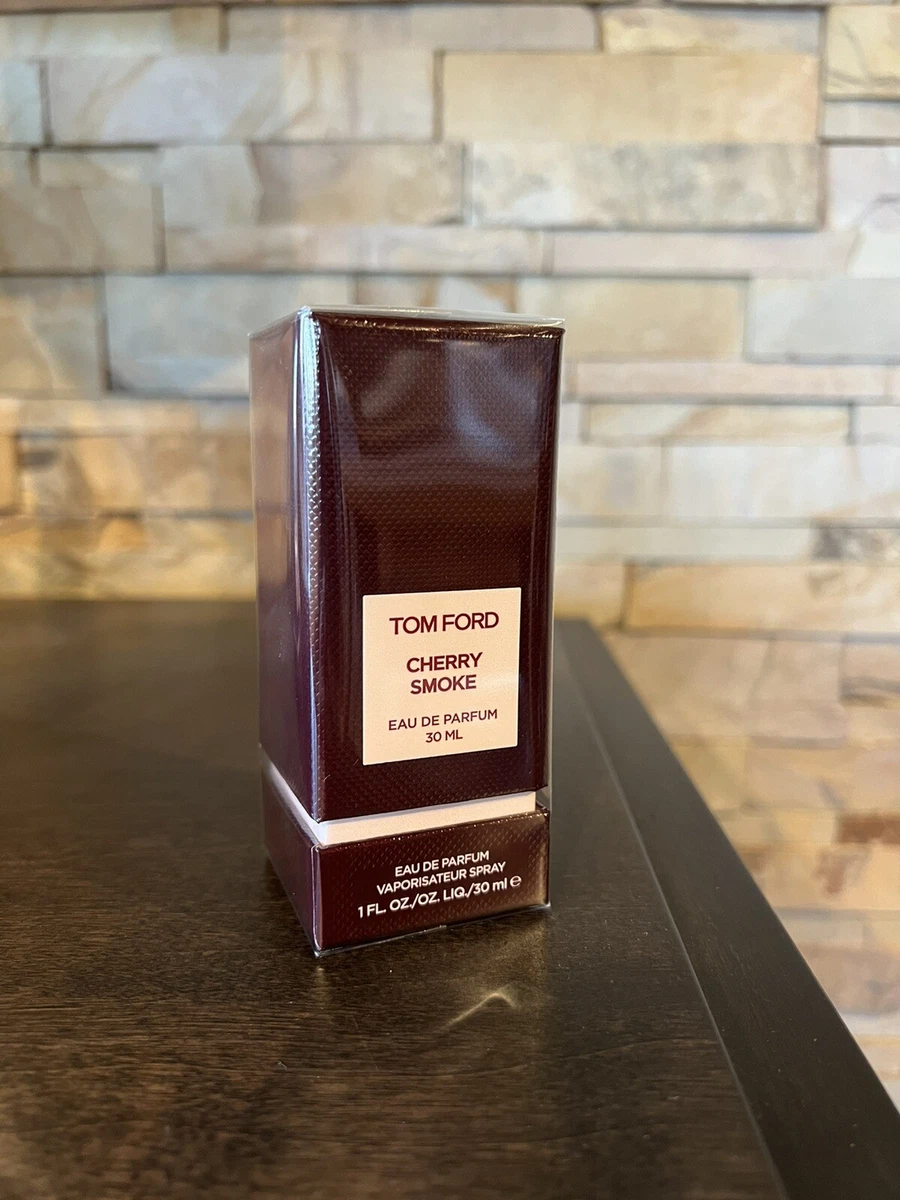 TOM FORD
CHERRY
SMOKE
EAU DE PARFUM
30 ML
EAU DE PARFUM
VAPORISATEUR SPRAY
1 FL. OZ./OZ. LIQ./30 ml ℮